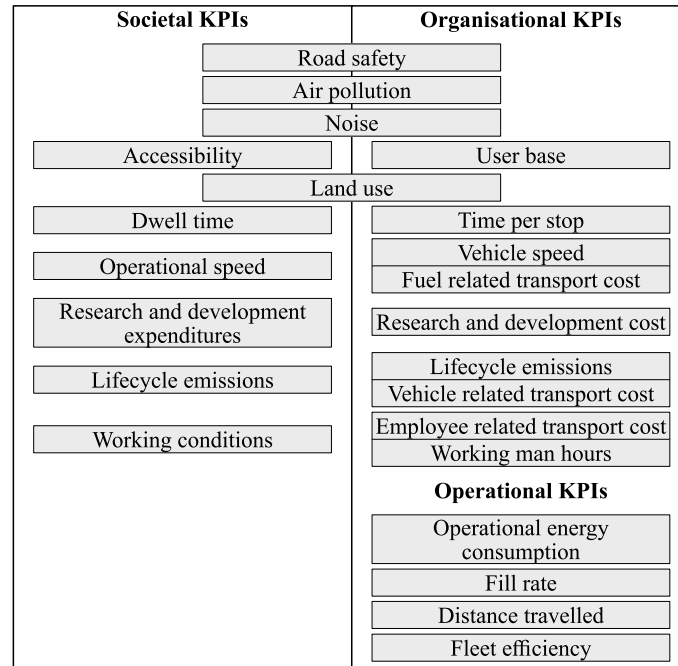 Societal KPIs
Organisational KPIs
Road safety
Air pollution
Noise
Accessibility
User base
Land use
Dwell time
Time per stop
Operational speed
Vehicle speed
Fuel related transport cost
Research and development
expenditures
Research and development cost
Lifecycle emissions
Lifecycle emissions
Vehicle related transport cost
Working conditions
Employee related transport cost
Working man hours
Operational KPIs
Operational energy
consumption
Fill rate
Distance travelled
Fleet efficiency